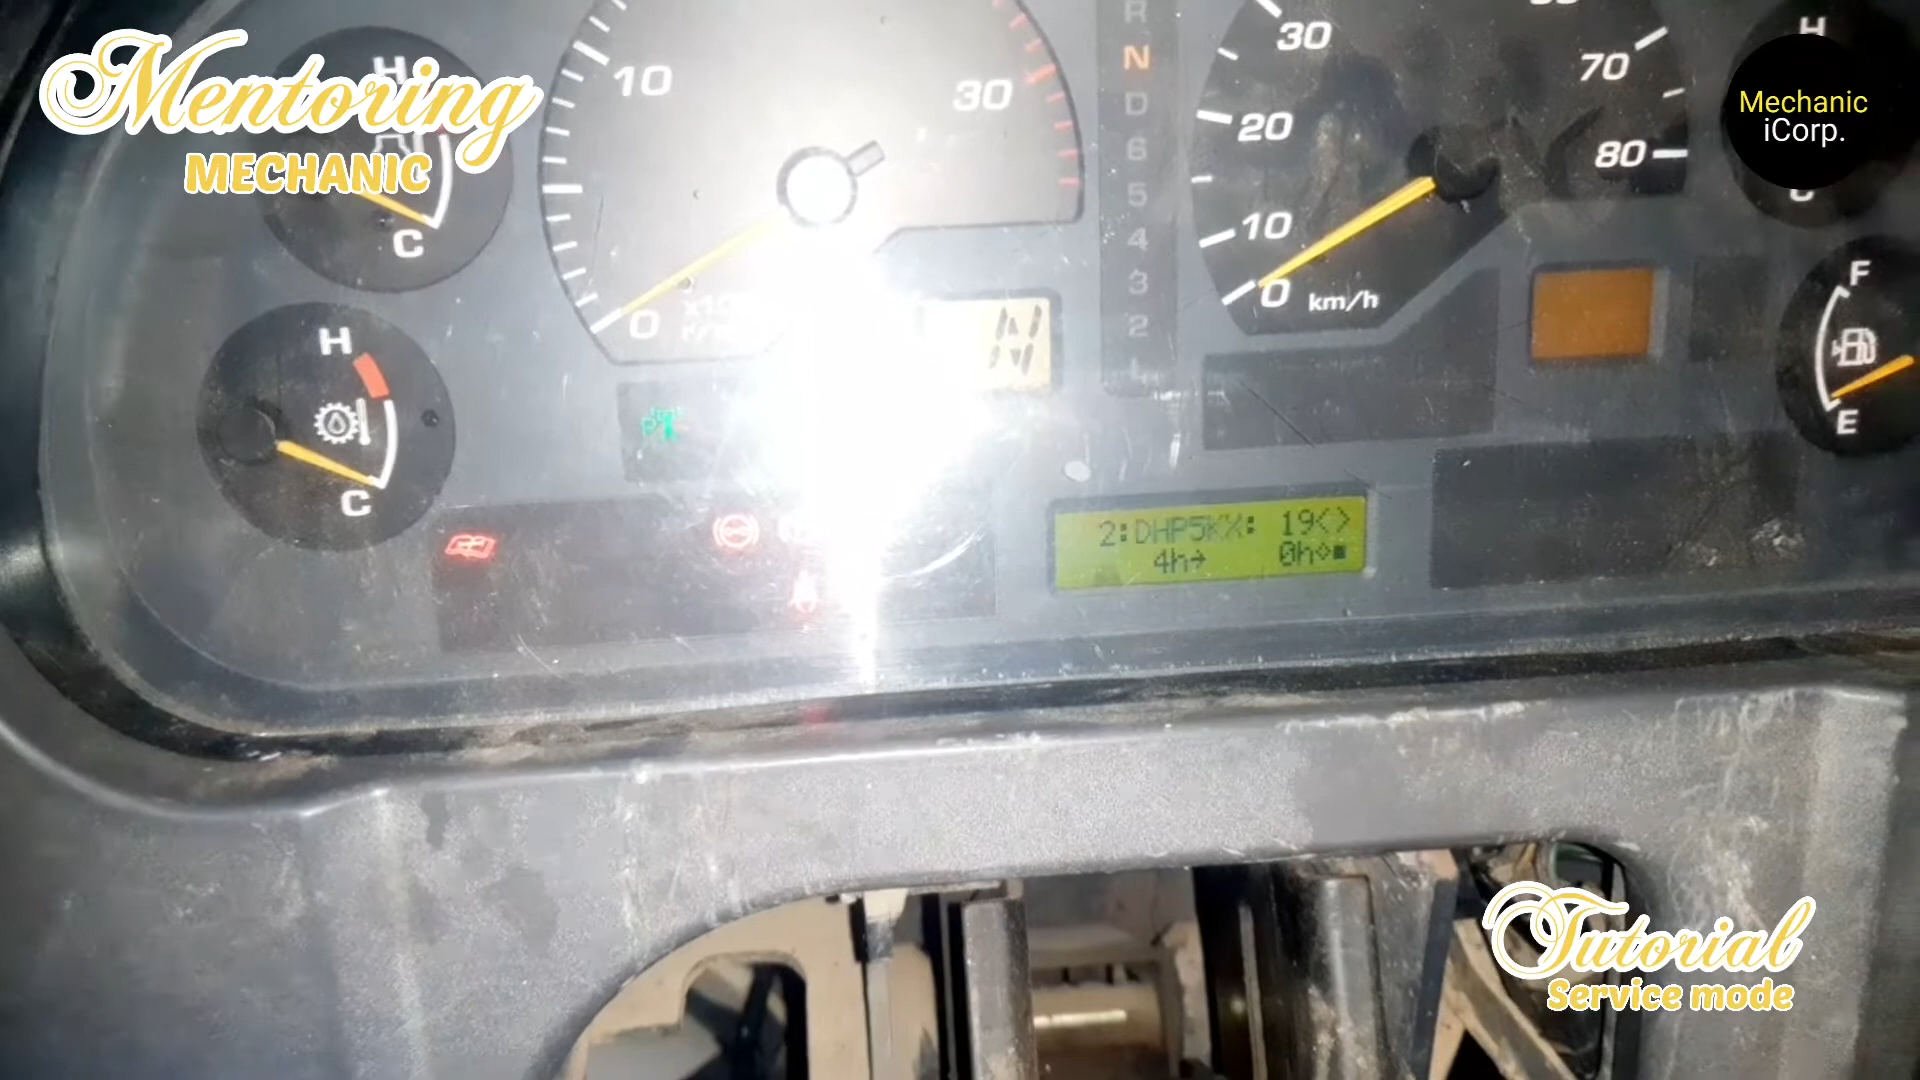 Mentoring
MECHANIC
Mechanic
iCorp.
H
C
H
C
10
30
0
N
R
N
D
6
5
4
3
2
L
30
20
10
0
km/h
70
80
H
C
F
E
2:DHP5KX: 19<>
4h→ 0h⋄■
Tutorial
Service mode